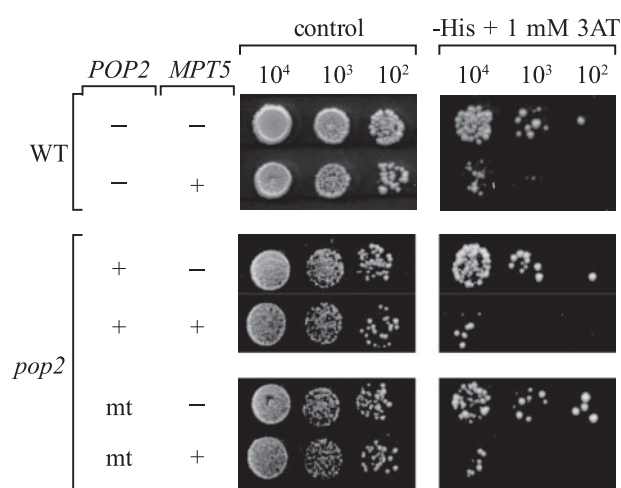 control -His + 1 mM 3AT
POP2 MPT5 10⁴ 10³ 10² 10⁴ 10³ 10²
WT
− −
− +
pop2
+ −
+ +
mt −
mt +